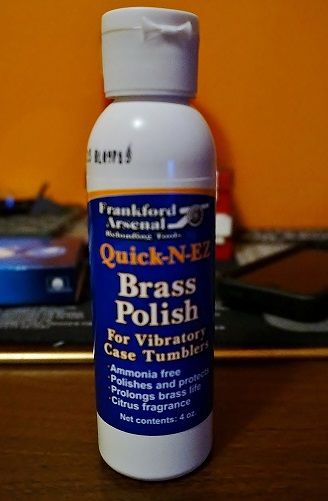 Frankford
Arsenal
Reloading Tools
Quick-N-EZ
Brass
Polish
For Vibratory
Case Tumblers
·Ammonia free
·Polishes and protects
·Prolongs brass life
·Citrus fragrance
Net contents: 4 oz.